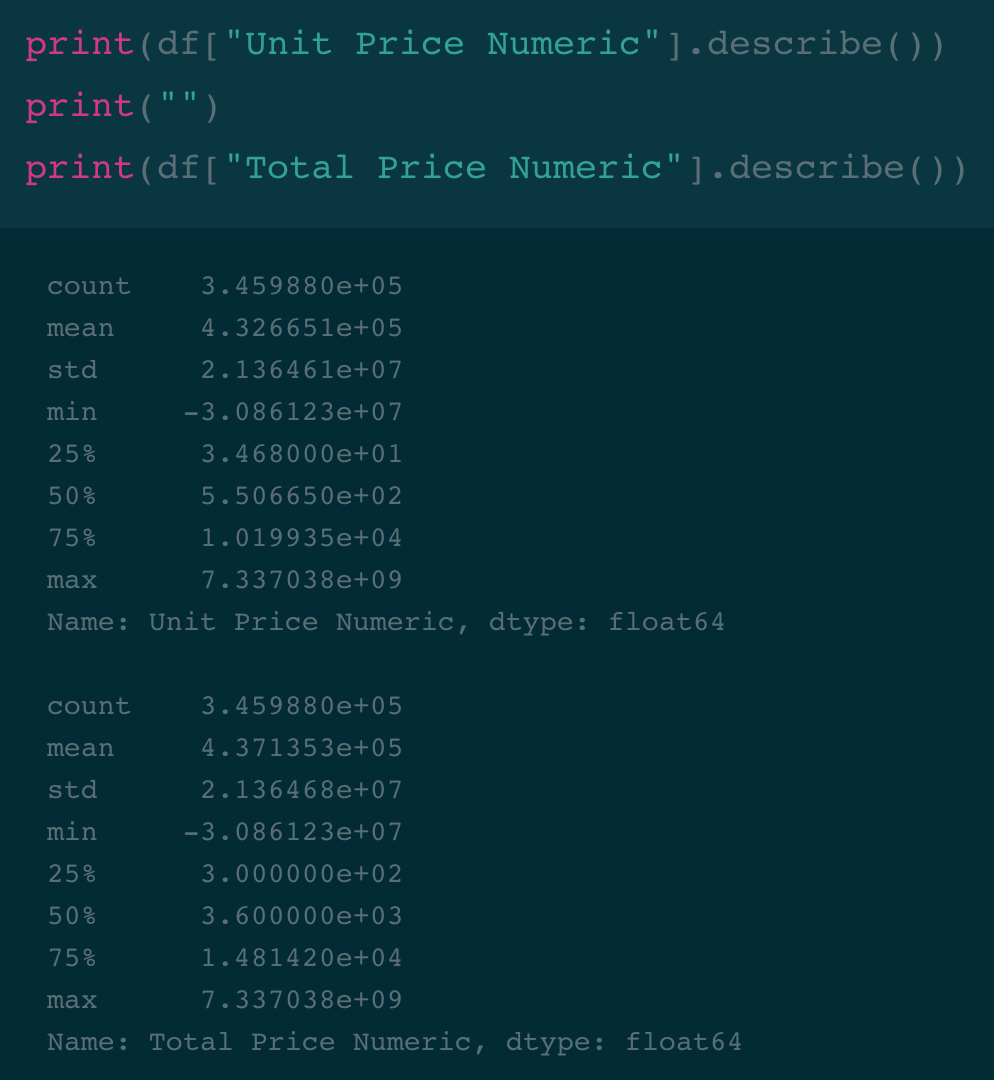 print(df["Unit Price Numeric"].describe())
print("")
print(df["Total Price Numeric"].describe())
count    3.459880e+05
mean     4.326651e+05
std      2.136461e+07
min     -3.086123e+07
25%      3.468000e+01
50%      5.506650e+02
75%      1.019935e+04
max      7.337038e+09
Name: Unit Price Numeric, dtype: float64
count    3.459880e+05
mean     4.371353e+05
std      2.136468e+07
min     -3.086123e+07
25%      3.000000e+02
50%      3.600000e+03
75%      1.481420e+04
max      7.337038e+09
Name: Total Price Numeric, dtype: float64